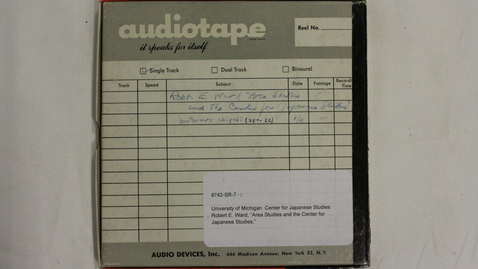 audiotape
it speaks for itself
Reel No.
Single Track
Dual Track
Binaural
Track
Speed
Subject
Date
Footage
Recording Time
Robt E. Ward "Area Studies
and the Center for Japanese Studies"
8742-SR-7-1
University of Michigan. Center for
Japanese Studies
Robert E. Ward, "Area Studies and the Center for
Japanese Studies,"
AUDIO DEVICES, Inc. 444 Madison Avenue, New York 22, N.Y.